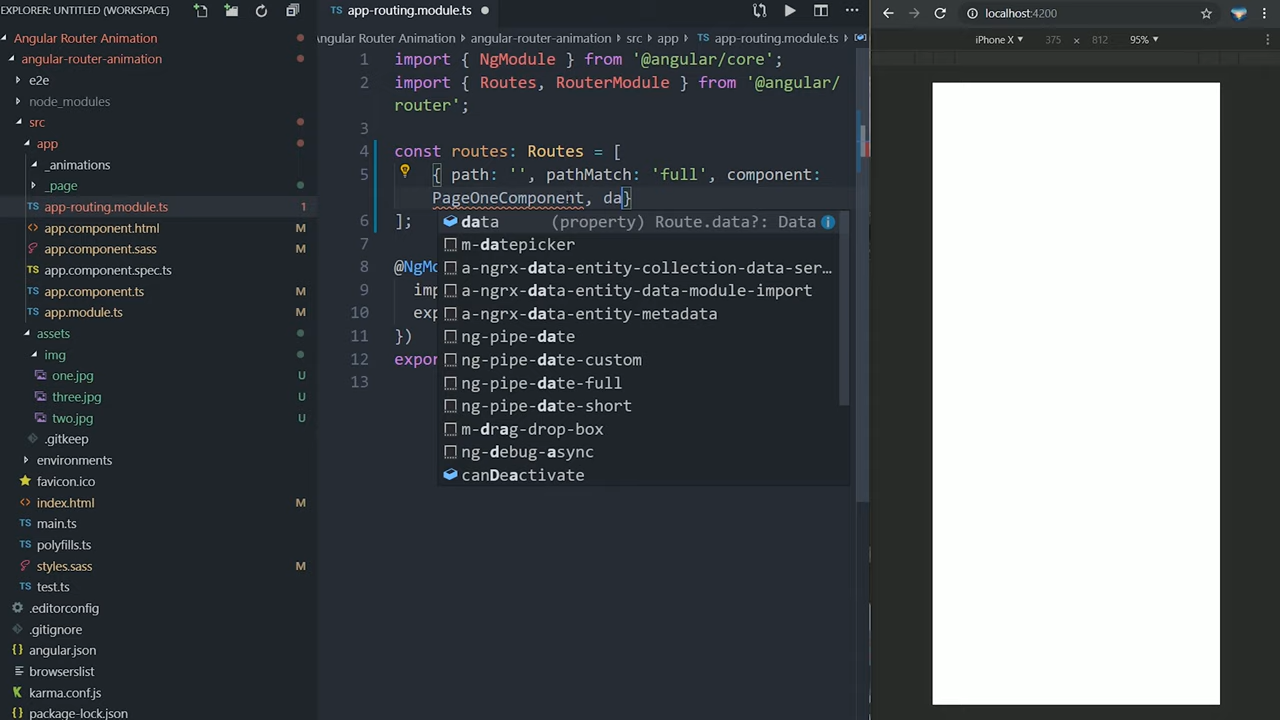 EXPLORER: UNTITLED (WORKSPACE)
Angular Router Animation
angular-router-animation
e2e
node_modules
src
app
_animations
_page
app-routing.module.ts 1
app.component.html M
app.component.sass M
app.component.spec.ts
app.component.ts M
app.module.ts M
assets
img
one.jpg U
three.jpg U
two.jpg U
.gitkeep
environments
favicon.ico
index.html M
main.ts
polyfills.ts
styles.sass M
test.ts
.editorconfig
.gitignore
angular.json
browserslist
karma.conf.js
package-lock.json
app-routing.module.ts
Angular Router Animation › angular-router-animation › src › app › TS app-routing.module.ts ›
1 import { NgModule } from '@angular/core';
2 import { Routes, RouterModule } from '@angular/
router';
3
4 const routes: Routes = [
5 { path: '', pathMatch: 'full', component:
PageOneComponent, da}
6 ];
7
8 @NgMo
9 imp
10 exp
11 })
12 expor
13
data (property) Route.data?: Data
m-datepicker
a-ngrx-data-entity-collection-data-ser…
a-ngrx-data-entity-data-module-import
a-ngrx-data-entity-metadata
ng-pipe-date
ng-pipe-date-custom
ng-pipe-date-full
ng-pipe-date-short
m-drag-drop-box
ng-debug-async
canDeactivate
localhost:4200
iPhone X ▼ 375 × 812 95% ▼